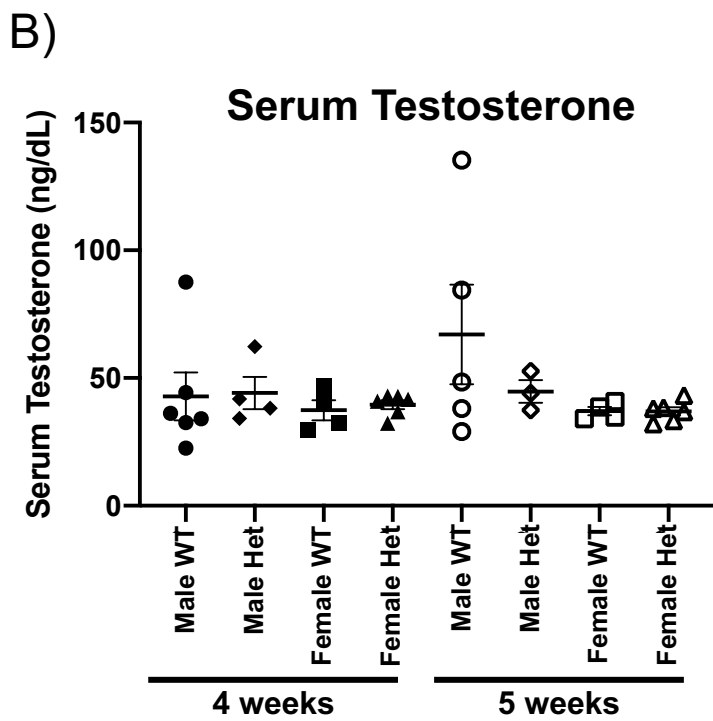 B)
Serum Testosterone
Serum Testosterone (ng/dL)
150
100
50
0
Male WT
Male Het
Female WT
Female Het
Male WT
Male Het
Female WT
Female Het
4 weeks
5 weeks